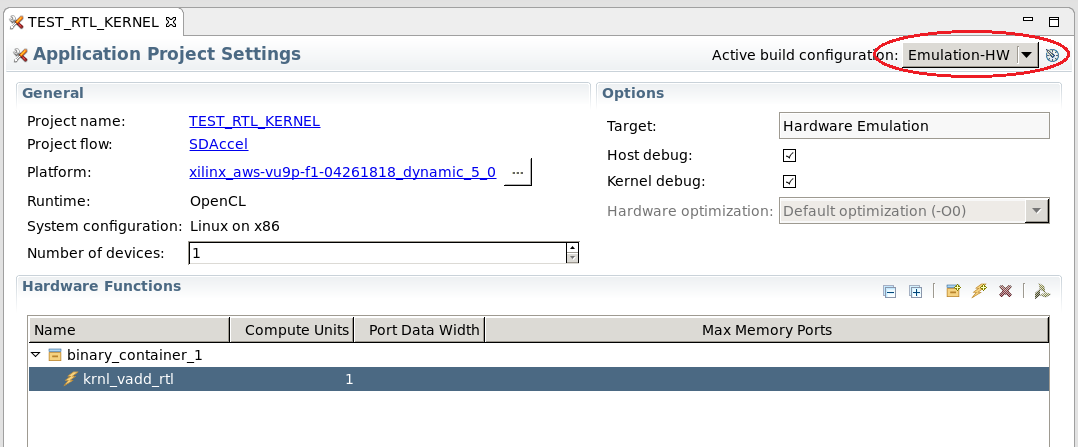 TEST_RTL_KERNEL
Application Project Settings
Active build configuration: Emulation-HW
General
Project name: TEST_RTL_KERNEL
Project flow: SDAccel
Platform: xilinx_aws-vu9p-f1-04261818_dynamic_5_0 ...
Runtime: OpenCL
System configuration: Linux on x86
Number of devices: 1
Options
Target: Hardware Emulation
Host debug:
Kernel debug:
Hardware optimization: Default optimization (-O0)
Hardware Functions
Name Compute Units Port Data Width Max Memory Ports
binary_container_1
krnl_vadd_rtl 1